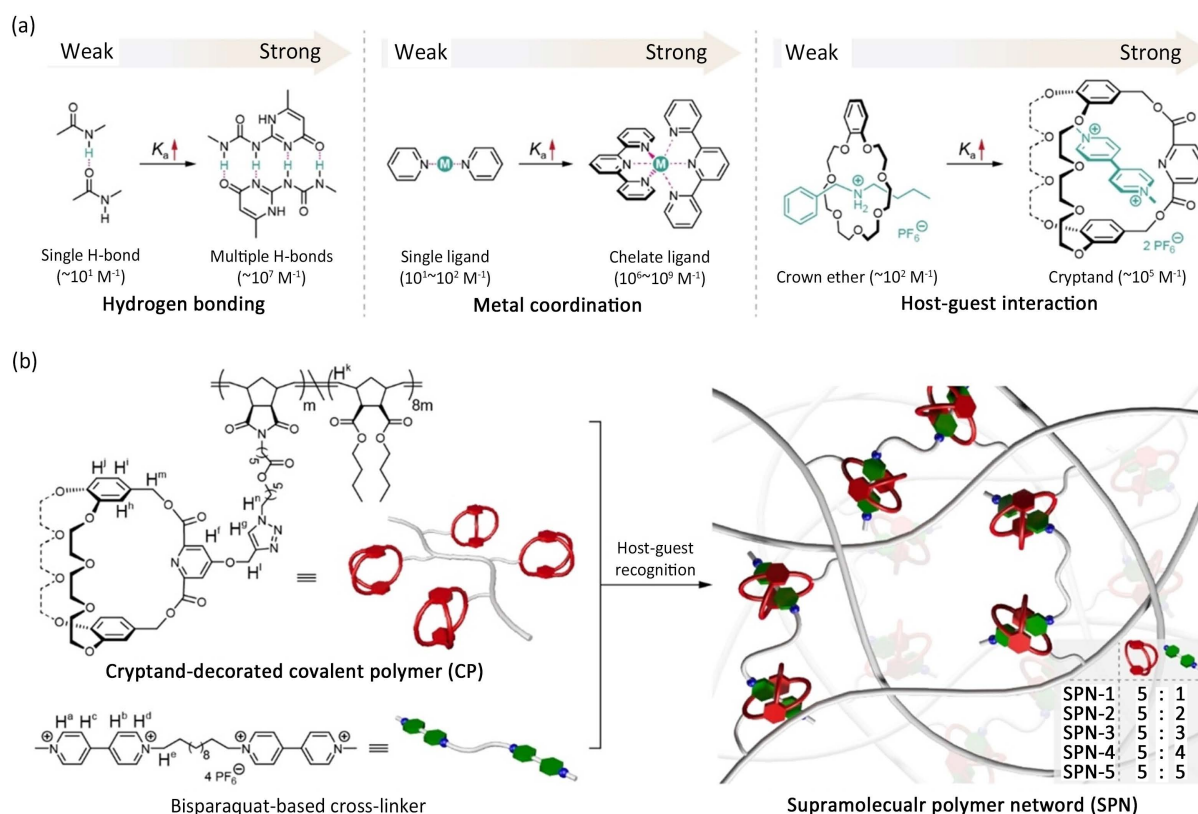 (a)
Weak Strong
Weak Strong
Weak Strong
Kₐ
Kₐ
Kₐ
Single H-bond
(~10¹ M⁻¹)
Multiple H-bonds
(~10⁷ M⁻¹)
Hydrogen bonding
Single ligand
(10¹~10² M⁻¹)
Chelate ligand
(10⁶~10⁹ M⁻¹)
Metal coordination
PF₆⊖
2 PF₆⊖
Crown ether (~10² M⁻¹)
Cryptand (~10⁵ M⁻¹)
Host-guest interaction
(b)
Cryptand-decorated covalent polymer (CP)
4 PF₆⊖
Bisparaquat-based cross-linker
Host-guest
recognition
SPN-1 5 : 1
SPN-2 5 : 2
SPN-3 5 : 3
SPN-4 5 : 4
SPN-5 5 : 5
Supramolecualr polymer netword (SPN)